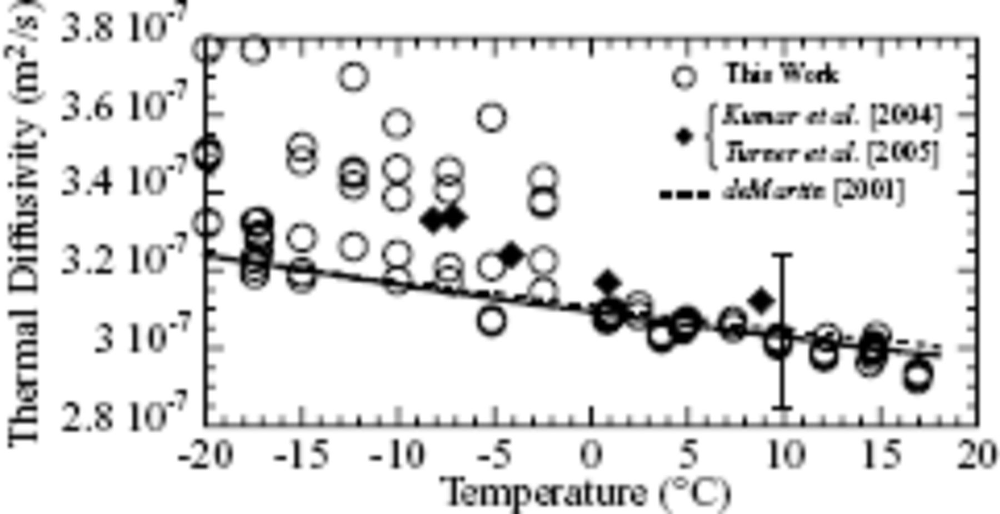 Thermal Diffusivity (m²/s)
3.8 10⁻⁷
3.6 10⁻⁷
3.4 10⁻⁷
3.2 10⁻⁷
3 10⁻⁷
2.8 10⁻⁷
This Work
Kumar et al. [2004]
Turner et al. [2005]
deMartin [2001]
-20 -15 -10 -5 0 5 10 15 20
Temperature (°C)